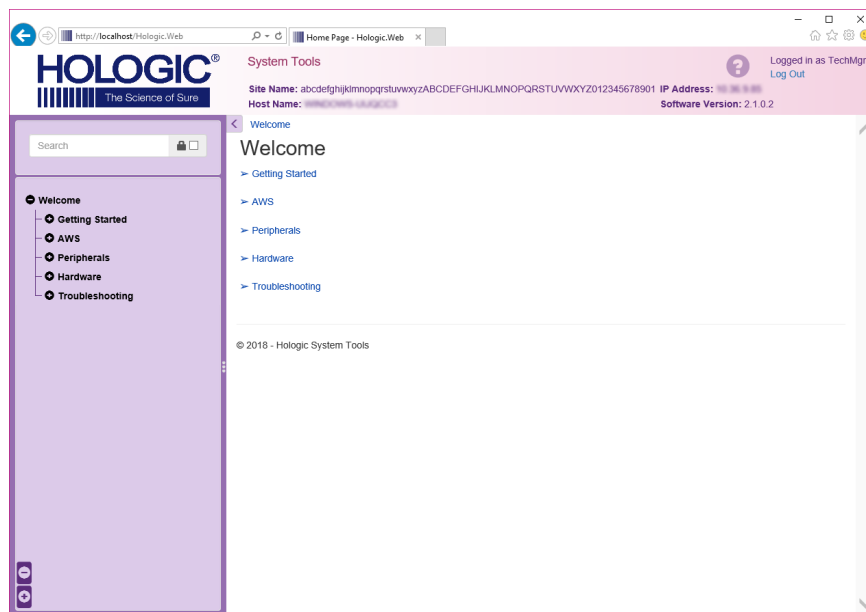 http://localhost/Hologic.Web
Home Page - Hologic.Web
HOLOGIC®
The Science of Sure
System Tools
Logged in as TechMgr
Log Out
Site Name: abcdefghijklmnopqrstuvwxyzABCDEFGHIJKLMNOPQRSTUVWXYZ012345678901 IP Address:
Host Name:
Software Version: 2.1.0.2
Search
Welcome
Getting Started
AWS
Peripherals
Hardware
Troubleshooting
Welcome
Welcome
➢ Getting Started
➢ AWS
➢ Peripherals
➢ Hardware
➢ Troubleshooting
© 2018 - Hologic System Tools